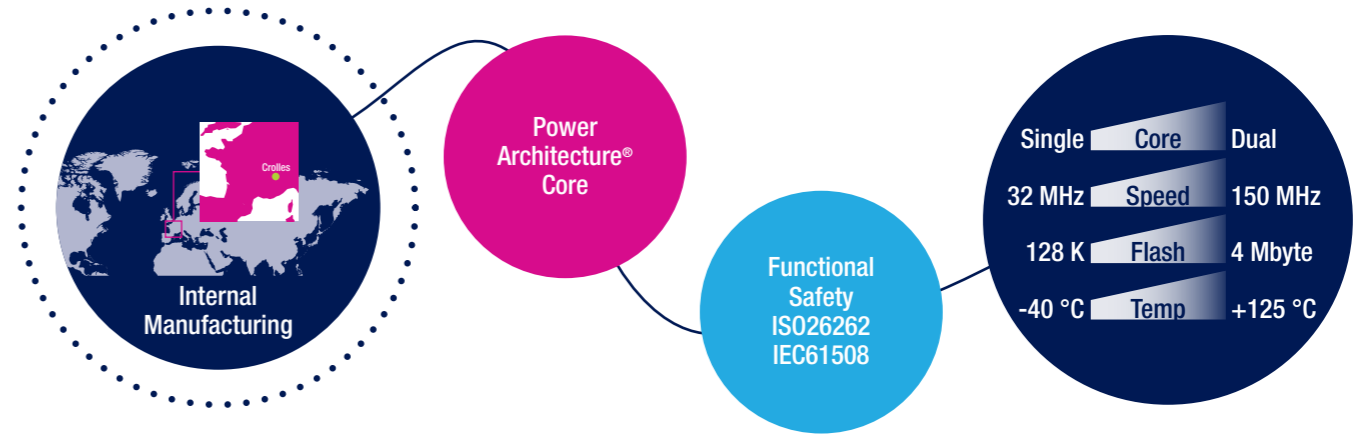 Crolles
Internal
Manufacturing
Power
Architecture®
Core
Functional
Safety
ISO26262
IEC61508
Single Core Dual
32 MHz Speed 150 MHz
128 K Flash 4 Mbyte
-40 °C Temp +125 °C